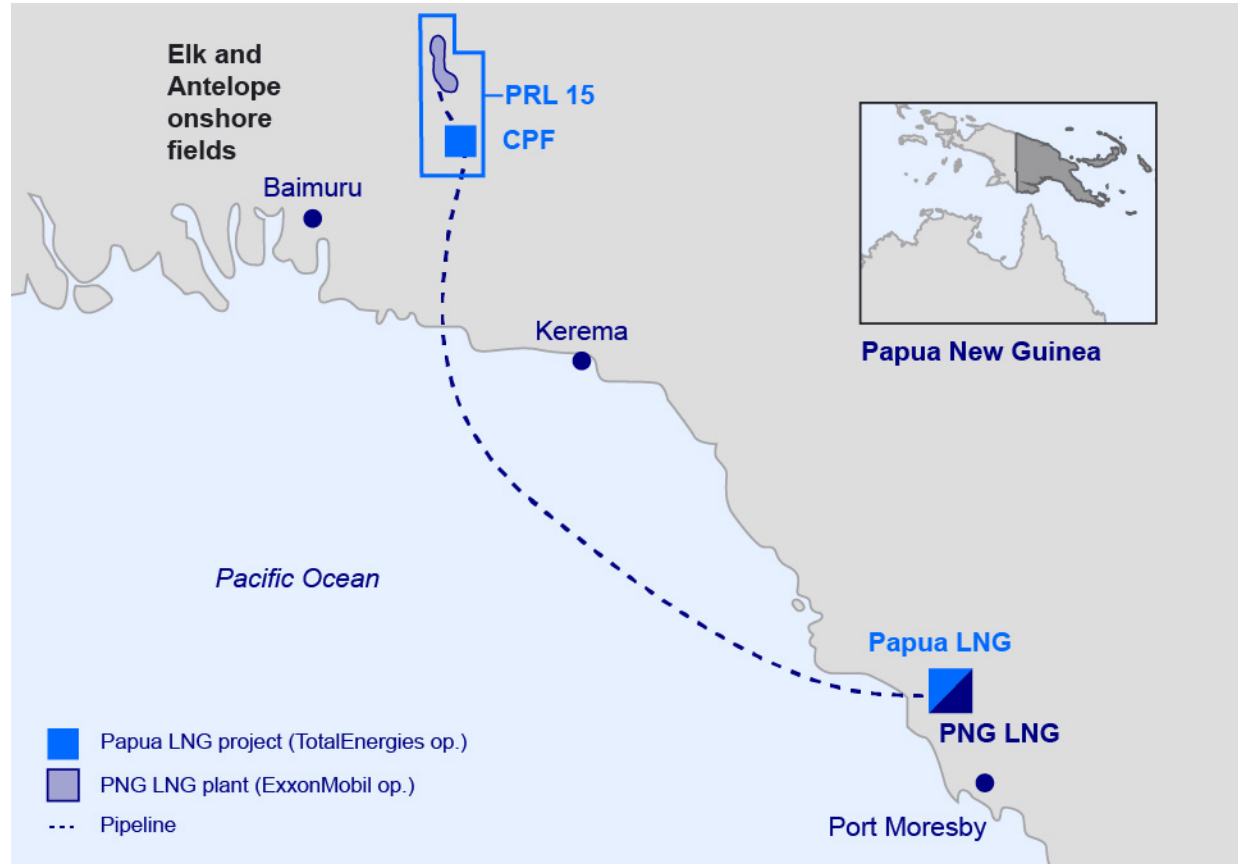 Elk and
Antelope
onshore
fields
PRL 15
CPF
Baimuru
Kerema
Papua New Guinea
Pacific Ocean
Papua LNG
PNG LNG
Port Moresby
Papua LNG project (TotalEnergies op.)
PNG LNG plant (ExxonMobil op.)
Pipeline